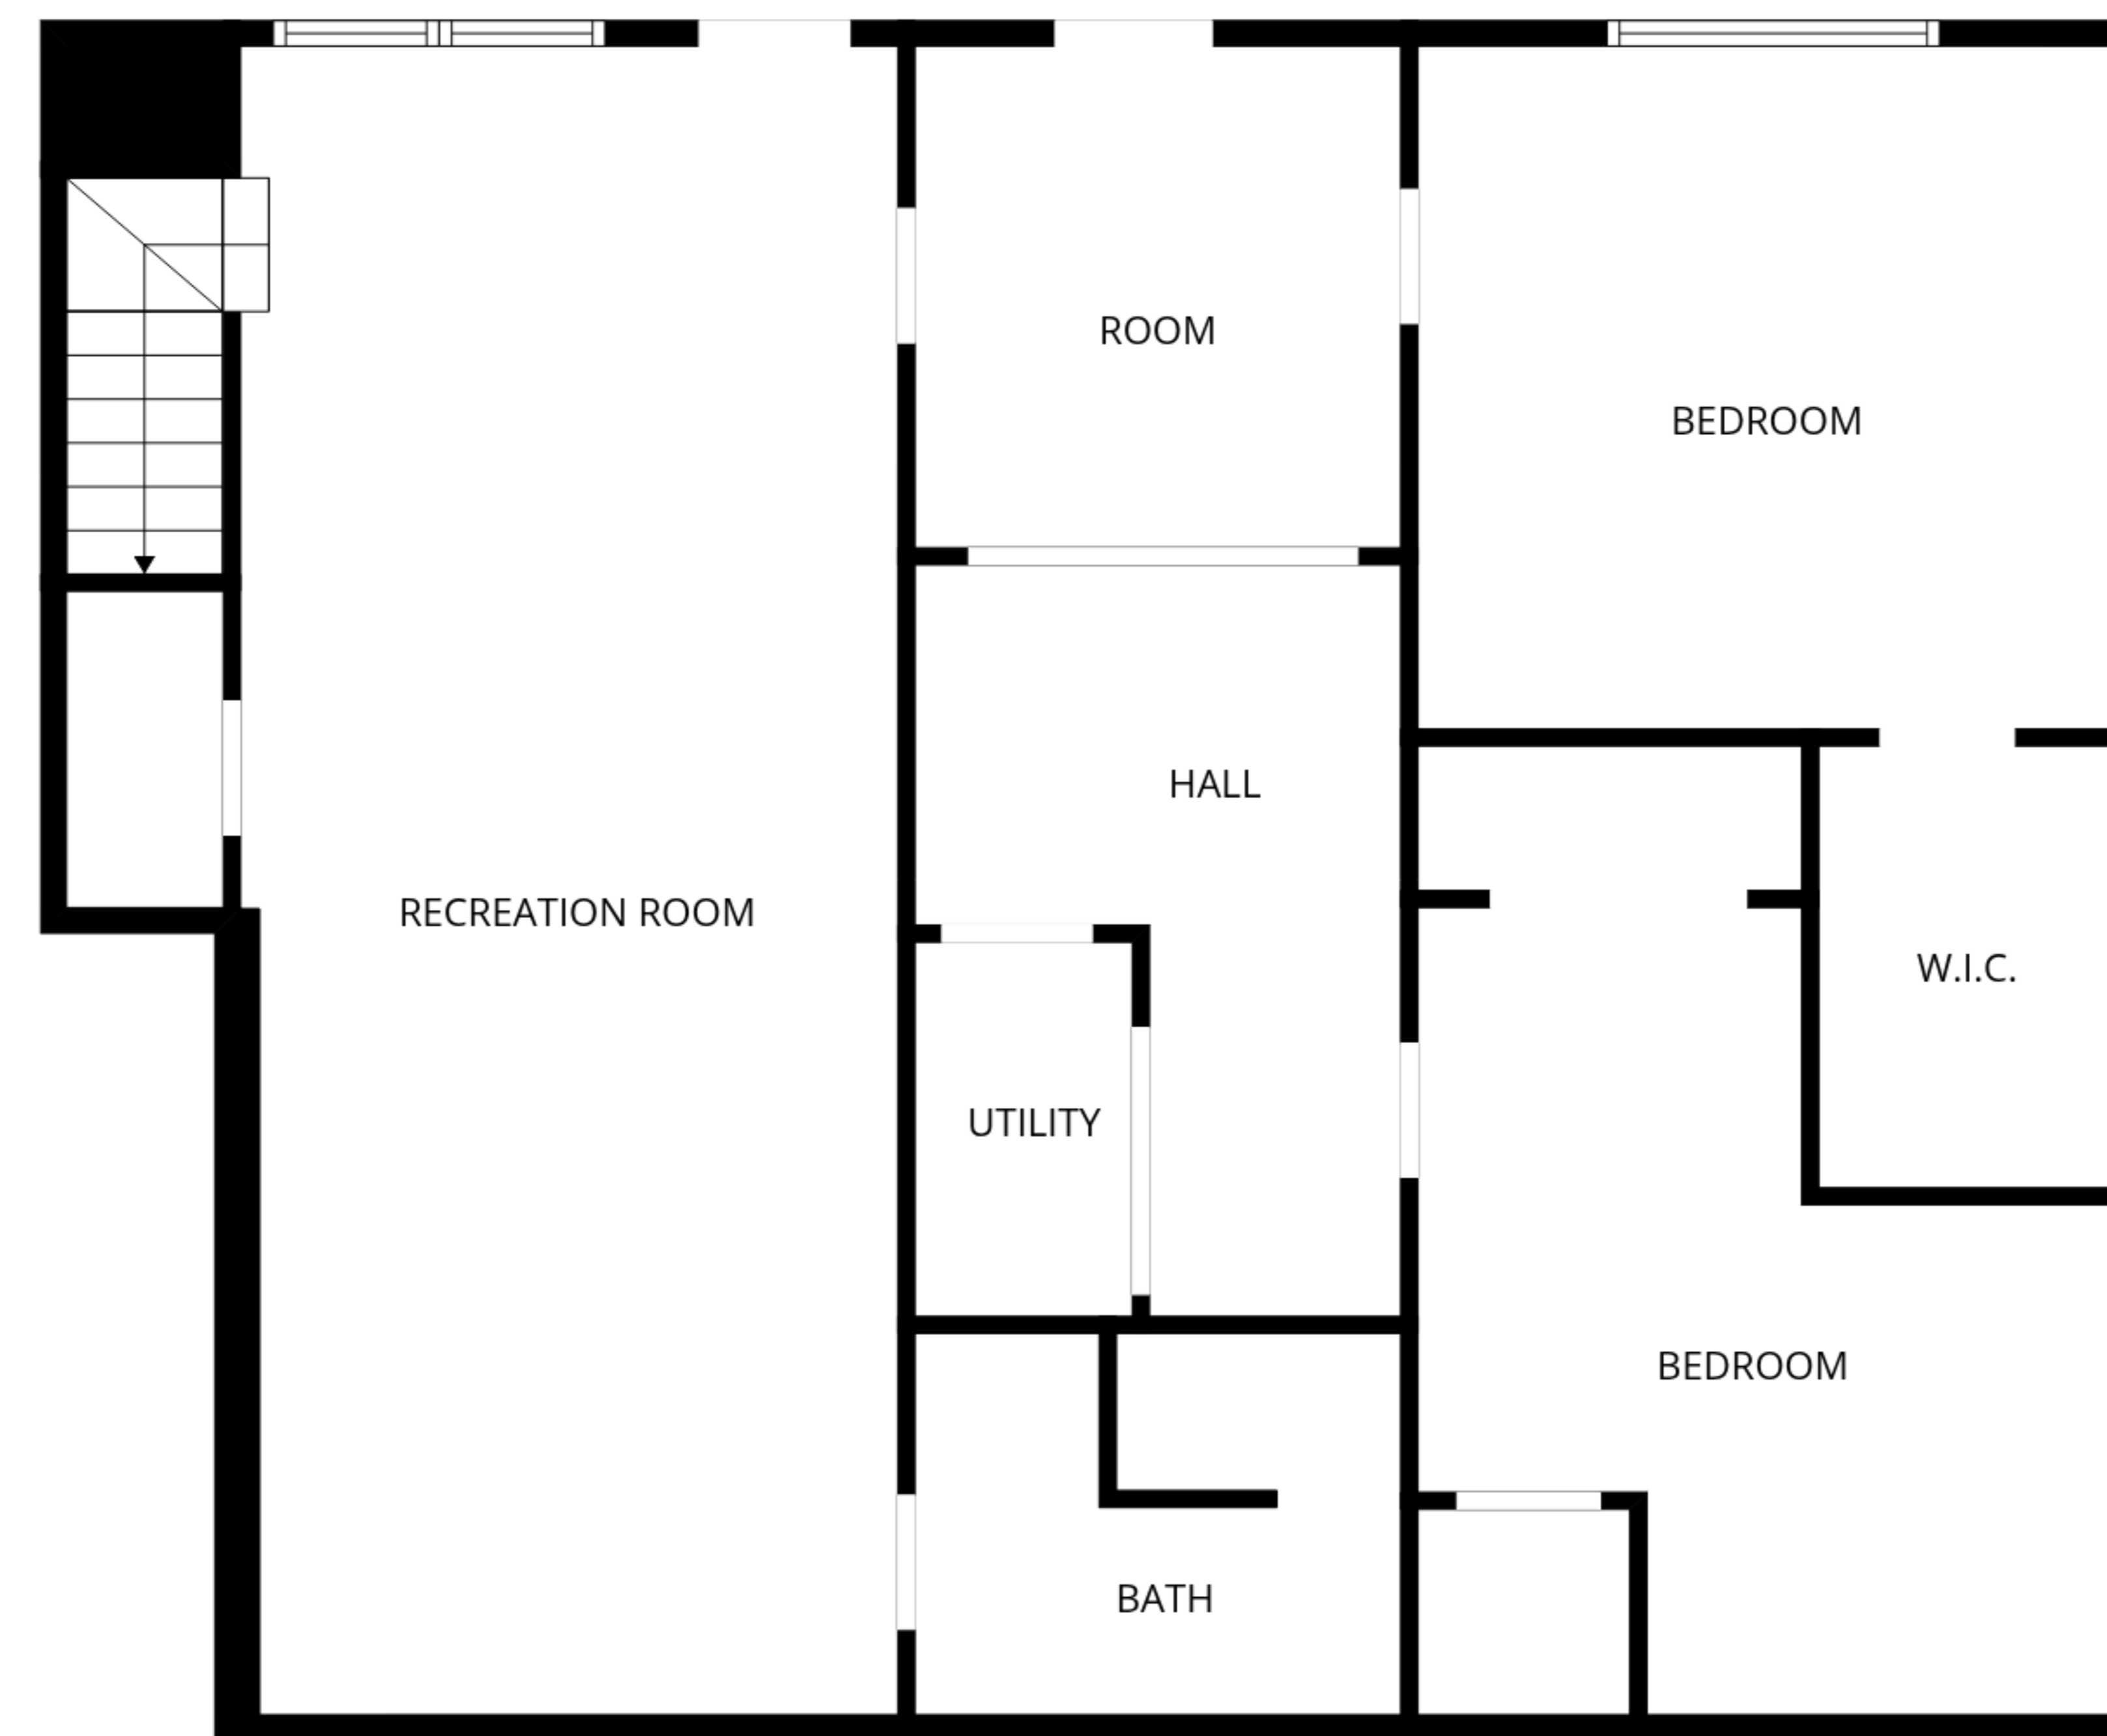 ROOM
BEDROOM
HALL
RECREATION ROOM
W.I.C.
UTILITY
BEDROOM
BATH